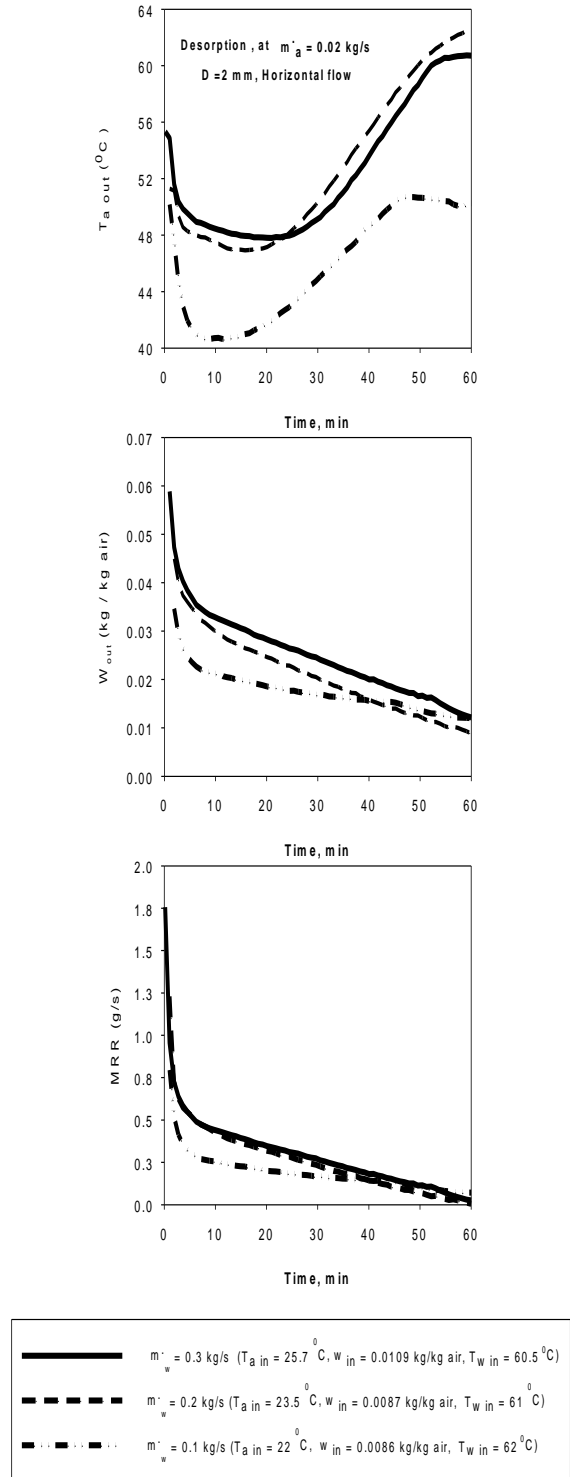 64
60
56
52
48
44
40
T a out (⁰C)
Desorption, at m˙a = 0.02 kg/s
D =2 mm, Horizontal flow
0 10 20 30 40 50 60
Time, min
0.07
0.06
0.05
0.04
0.03
0.02
0.01
0.00
W out (kg / kg air)
0 10 20 30 40 50 60
Time, min
2.0
1.8
1.5
1.3
1.0
0.8
0.5
0.3
0.0
MRR (g/s)
0 10 20 30 40 50 60
Time, min
m˙w = 0.3 kg/s (T a in = 25.7 ⁰C, w in = 0.0109 kg/kg air, T w in = 60.5 ⁰C)
m˙w = 0.2 kg/s (T a in = 23.5 ⁰C, w in = 0.0087 kg/kg air, T w in = 61 ⁰C)
m˙w = 0.1 kg/s (T a in = 22 ⁰C, w in = 0.0086 kg/kg air, T w in = 62 ⁰C)